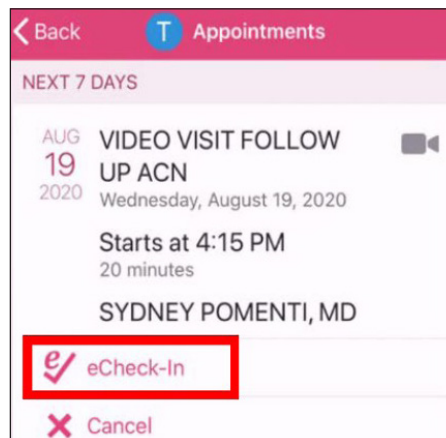 Back
T
Appointments
NEXT 7 DAYS
AUG
19
2020
VIDEO VISIT FOLLOW
UP ACN
Wednesday, August 19, 2020
Starts at 4:15 PM
20 minutes
SYDNEY POMENTI, MD
eCheck-In
Cancel